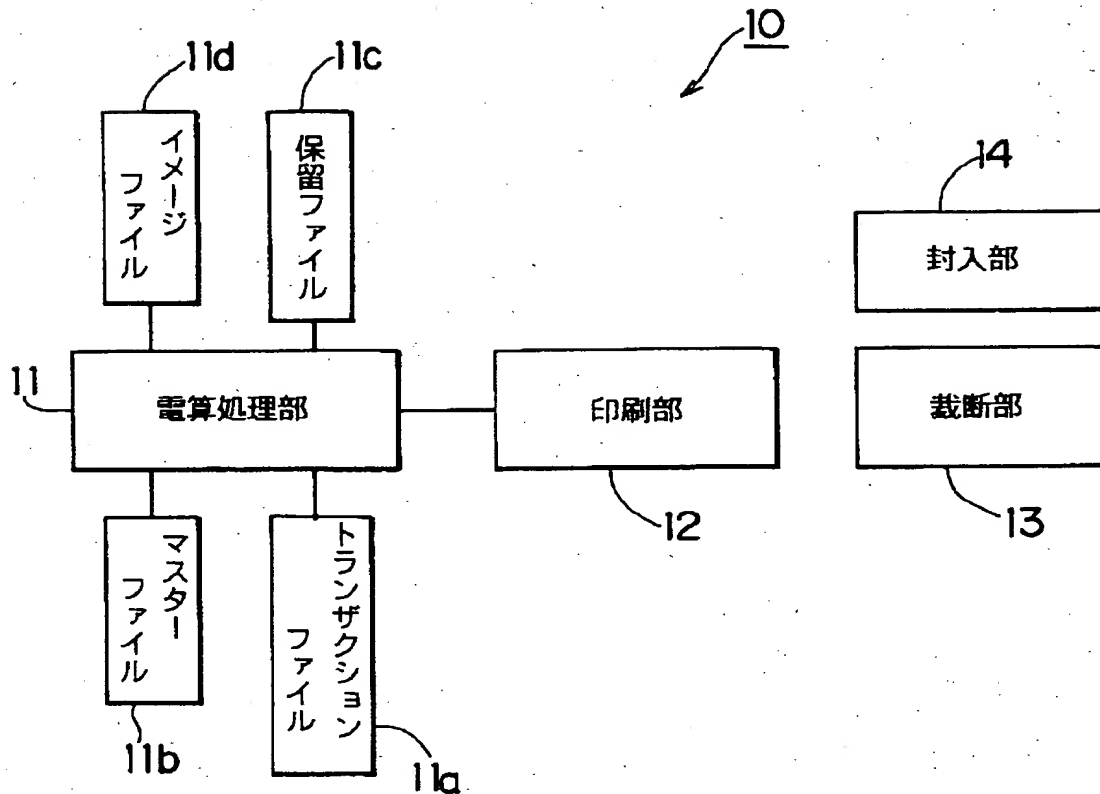 10
11d
11c
イメージ
ファイル
保留ファイル
14
封入部
11
電算処理部
印刷部
裁断部
12
13
マスター
ファイル
トランザクション
ファイル
11b
11a